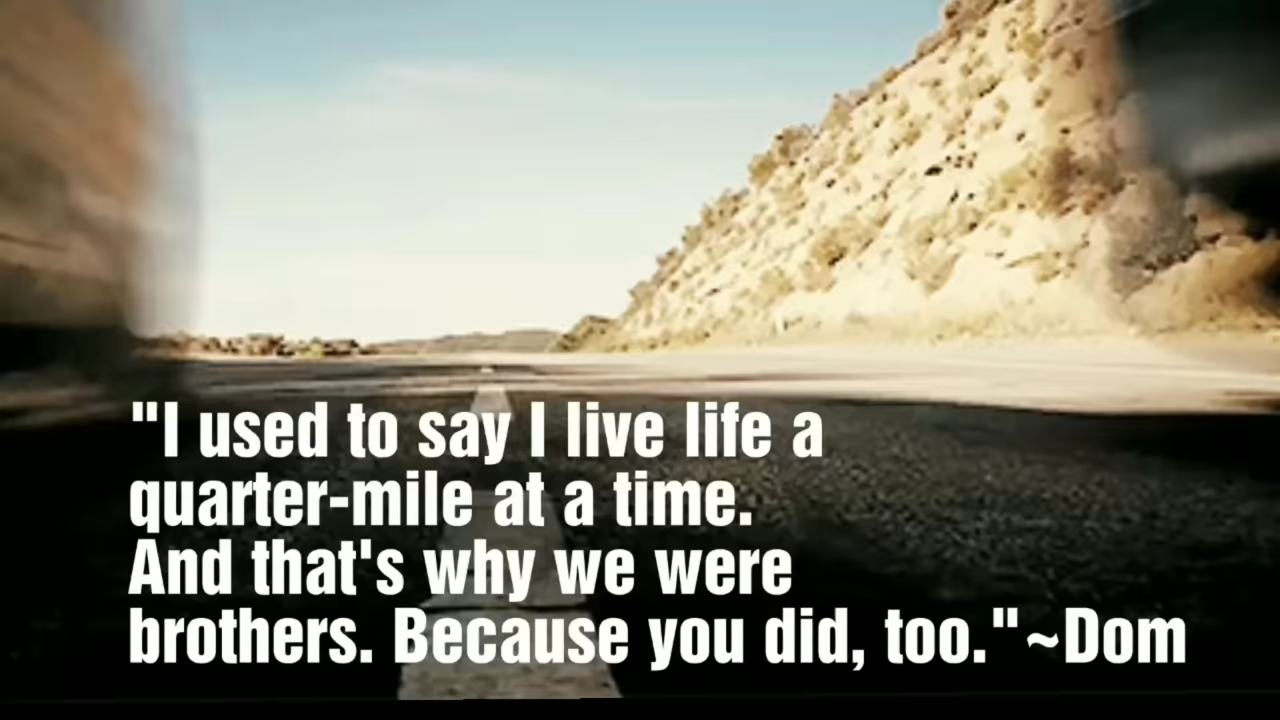 "I used to say I live life a
quarter-mile at a time.
And that's why we were
brothers. Because you did, too."~Dom